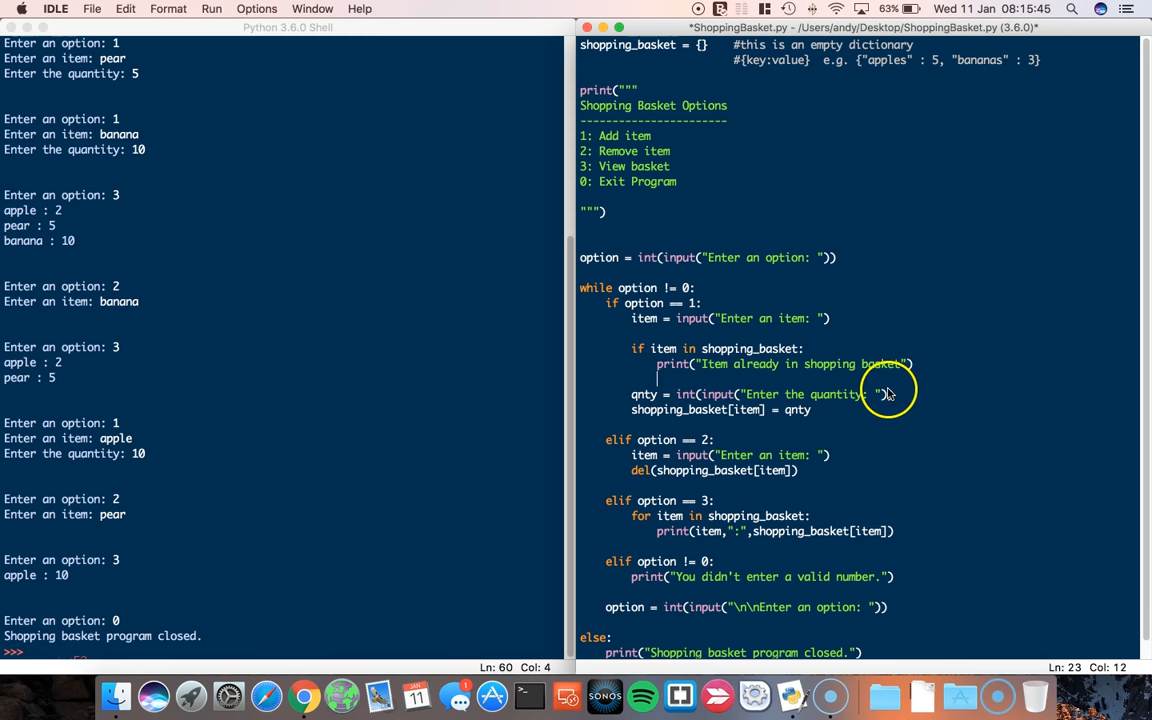 IDLE File Edit Format Run Options Window Help
63% Wed 11 Jan 08:15:45
Python 3.6.0 Shell
Enter an option: 1
Enter an item: pear
Enter the quantity: 5
Enter an option: 1
Enter an item: banana
Enter the quantity: 10
Enter an option: 3
apple : 2
pear : 5
banana : 10
Enter an option: 2
Enter an item: banana
Enter an option: 3
apple : 2
pear : 5
Enter an option: 1
Enter an item: apple
Enter the quantity: 10
Enter an option: 2
Enter an item: pear
Enter an option: 3
apple : 10
Enter an option: 0
Shopping basket program closed.
>>>
Ln: 60 Col: 4
*ShoppingBasket.py - /Users/andy/Desktop/ShoppingBasket.py (3.6.0)*
shopping_basket = {}    #this is an empty dictionary
#{key:value}  e.g. {"apples" : 5, "bananas" : 3}
print("""
Shopping Basket Options
-----------------------
1: Add item
2: Remove item
3: View basket
0: Exit Program
""")
option = int(input("Enter an option: "))
while option != 0:
if option == 1:
item = input("Enter an item: ")
if item in shopping_basket:
print("Item already in shopping basket")
qnty = int(input("Enter the quantity: "))
shopping_basket[item] = qnty
elif option == 2:
item = input("Enter an item: ")
del(shopping_basket[item])
elif option == 3:
for item in shopping_basket:
print(item,":",shopping_basket[item])
elif option != 0:
print("You didn't enter a valid number.")
option = int(input("\n\nEnter an option: "))
else:
print("Shopping basket program closed.")
Ln: 23 Col: 12
JAN
11
1
SONOS